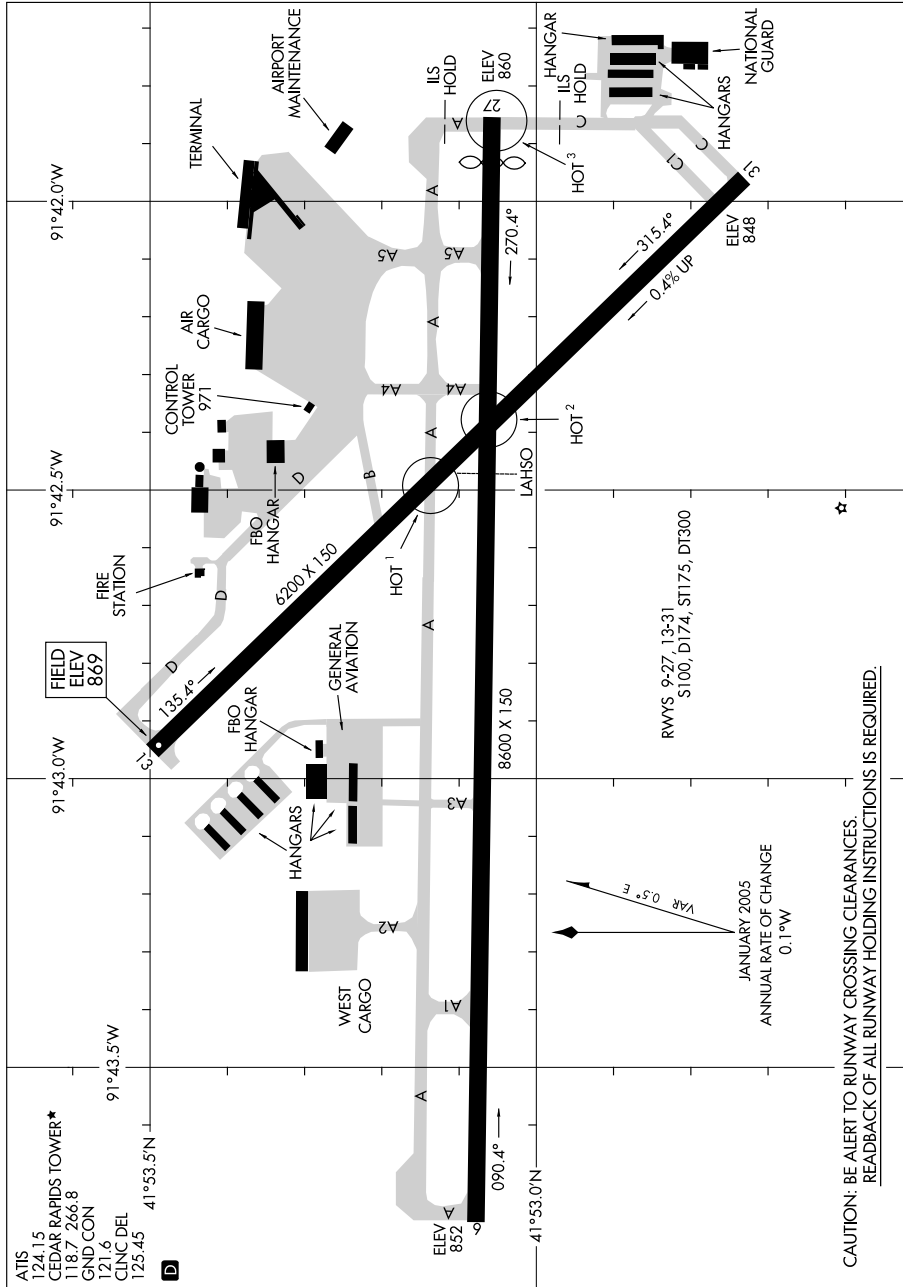 ATIS
124.15
CEDAR RAPIDS TOWER★
118.7 266.8
GND CON
121.6
CLNC DEL
125.45
D
91°43.5'W
91°43.0'W
91°42.5'W
91°42.0'W
41°53.5'N
41°53.0'N
FIELD
ELEV
869
13
135.4°
6200 X 150
D
D
D
B
FIRE
STATION
FBO
HANGAR
CONTROL
TOWER
971
AIR
CARGO
TERMINAL
AIRPORT
MAINTENANCE
FBO
HANGAR
GENERAL
AVIATION
HANGARS
WEST
CARGO
A
A
A
A
A
A
A
A1
A2
A3
A4
A4
A5
A5
HOT 1
LAHSO
HOT 2
HOT 3
ILS
HOLD
ELEV
860
27
ILS
HOLD
C
C
C1
HANGAR
HANGARS
NATIONAL
GUARD
31
ELEV
848
315.4°
0.4% UP
270.4°
8600 X 150
090.4°
9
ELEV
852
RWYS 9-27, 13-31
S100, D174, ST175, DT300
VAR 0.5° E
JANUARY 2005
ANNUAL RATE OF CHANGE
0.1°W
CAUTION: BE ALERT TO RUNWAY CROSSING CLEARANCES.
READBACK OF ALL RUNWAY HOLDING INSTRUCTIONS IS REQUIRED.